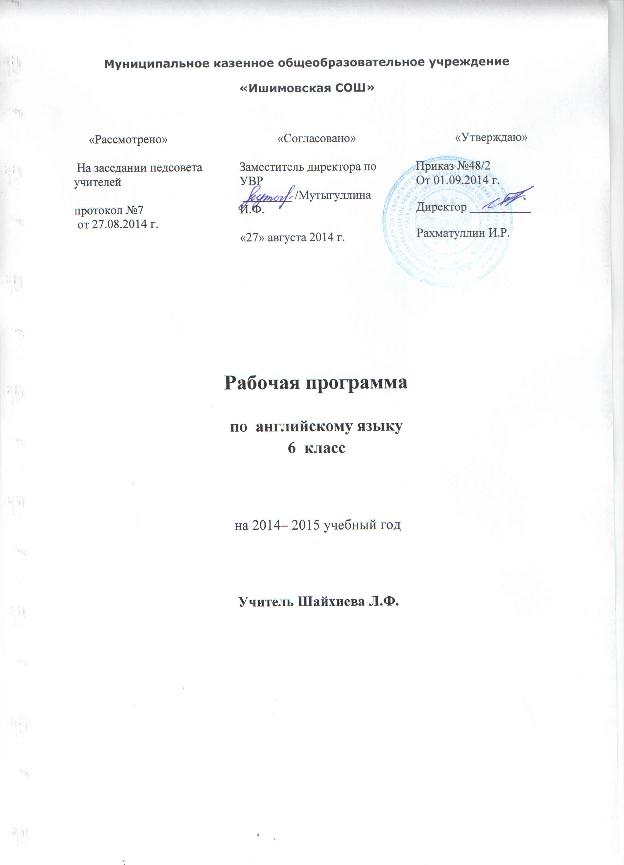 Муниципальное казенное общеобразовательное учреждение
«Ишимовская СОШ»
«Рассмотрено»
На заседании педсовета
учителей
протокол №7
от 27.08.2014 г.
«Согласовано»
Заместитель директора по
УВР
/Мутыгуллина
И.Ф.
«27» августа 2014 г.
«Утверждаю»
Приказ №48/2
От 01.09.2014 г.
Директор __________
Рахматуллин И.Р.
Рабочая программа
по английскому языку
6 класс
на 2014– 2015 учебный год
Учитель Шайхиева Л.Ф.